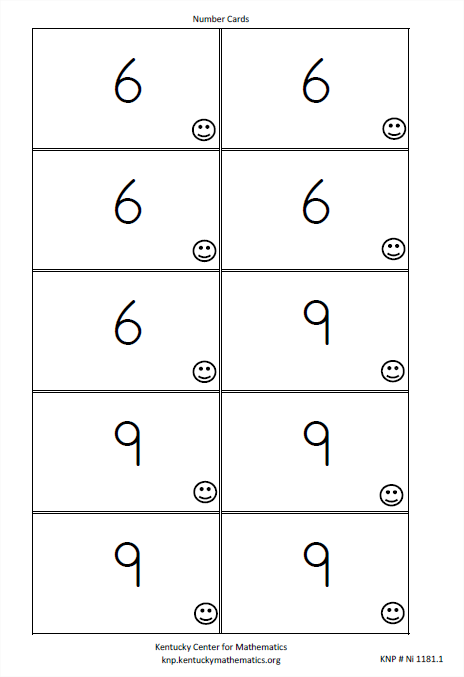 Number Cards
6 6
6 6
6 9
9 9
9 9
Kentucky Center for Mathematics
knp.kentuckymathematics.org KNP # Ni 1181.1